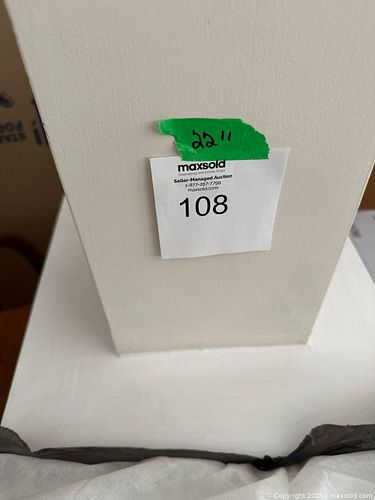 22"
maxsold
Seller-Managed Auction
1-877-257-7799
maxsold.com
108
Copyright 2025 - maxsold.com